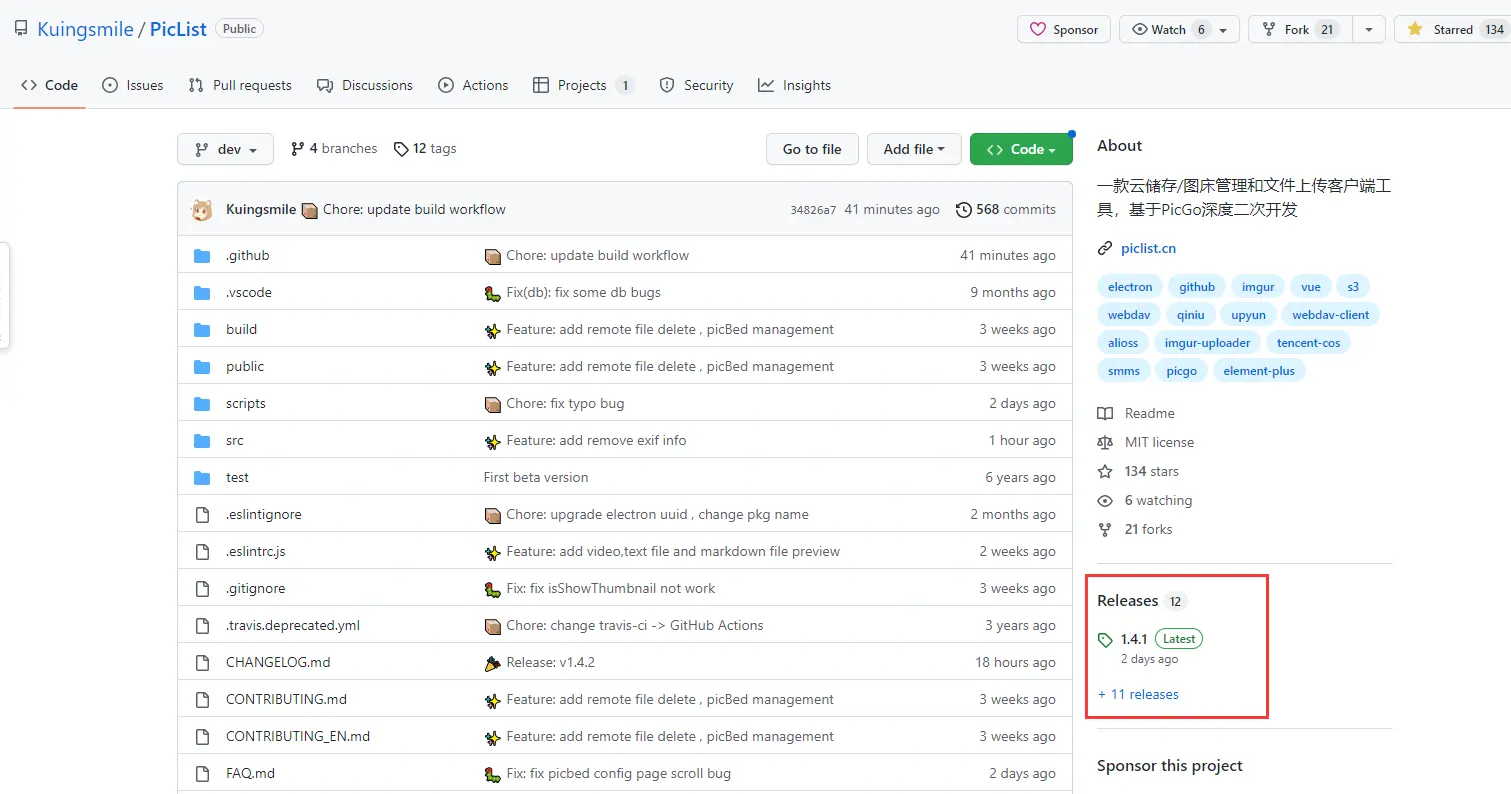 Kuingsmile / PicList Public
Sponsor Watch 6 Fork 21 Starred 134
Code Issues Pull requests Discussions Actions Projects 1 Security Insights
dev 4 branches 12 tags Go to file Add file Code
Kuingsmile Chore: update build workflow 34826a7 41 minutes ago 568 commits
.github Chore: update build workflow 41 minutes ago
.vscode Fix(db): fix some db bugs 9 months ago
build Feature: add remote file delete , picBed management 3 weeks ago
public Feature: add remote file delete , picBed management 3 weeks ago
scripts Chore: fix typo bug 2 days ago
src Feature: add remove exif info 1 hour ago
test First beta version 6 years ago
.eslintignore Chore: upgrade electron uuid , change pkg name 2 months ago
.eslintrc.js Feature: add video,text file and markdown file preview 2 weeks ago
.gitignore Fix: fix isShowThumbnail not work 3 weeks ago
.travis.deprecated.yml Chore: change travis-ci -> GitHub Actions 3 years ago
CHANGELOG.md Release: v1.4.2 18 hours ago
CONTRIBUTING.md Feature: add remote file delete , picBed management 3 weeks ago
CONTRIBUTING_EN.md Feature: add remote file delete , picBed management 3 weeks ago
FAQ.md Fix: fix picbed config page scroll bug 2 days ago
About
一款云储存/图床管理和文件上传客户端工
具，基于PicGo深度二次开发
piclist.cn
electron github imgur vue s3
webdav qiniu upyun webdav-client
alioss imgur-uploader tencent-cos
smms picgo element-plus
Readme
MIT license
134 stars
6 watching
21 forks
Releases 12
1.4.1 Latest
2 days ago
+ 11 releases
Sponsor this project